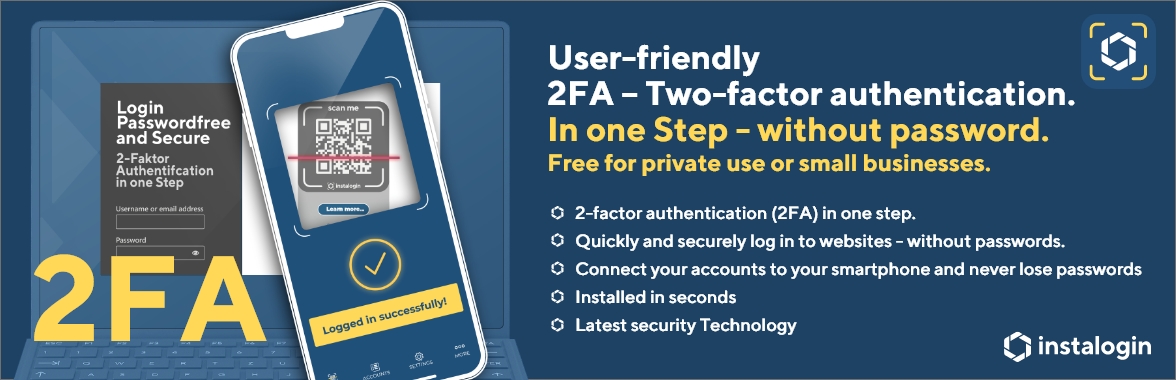 Login
Passwordfree
and Secure
2-Faktor
Authentifcation
in one Step
Username or email address
Password
2FA
scan me
instalogin
Learn more...
Logged in successfully!
ACCOUNTS
SETTINGS
MORE
User-friendly
2FA – Two-factor authentication.
In one Step - without password.
Free for private use or small businesses.
2-factor authentication (2FA) in one step.
Quickly and securely log in to websites - without passwords.
Connect your accounts to your smartphone and never lose passwords
Installed in seconds
Latest security Technology
instalogin